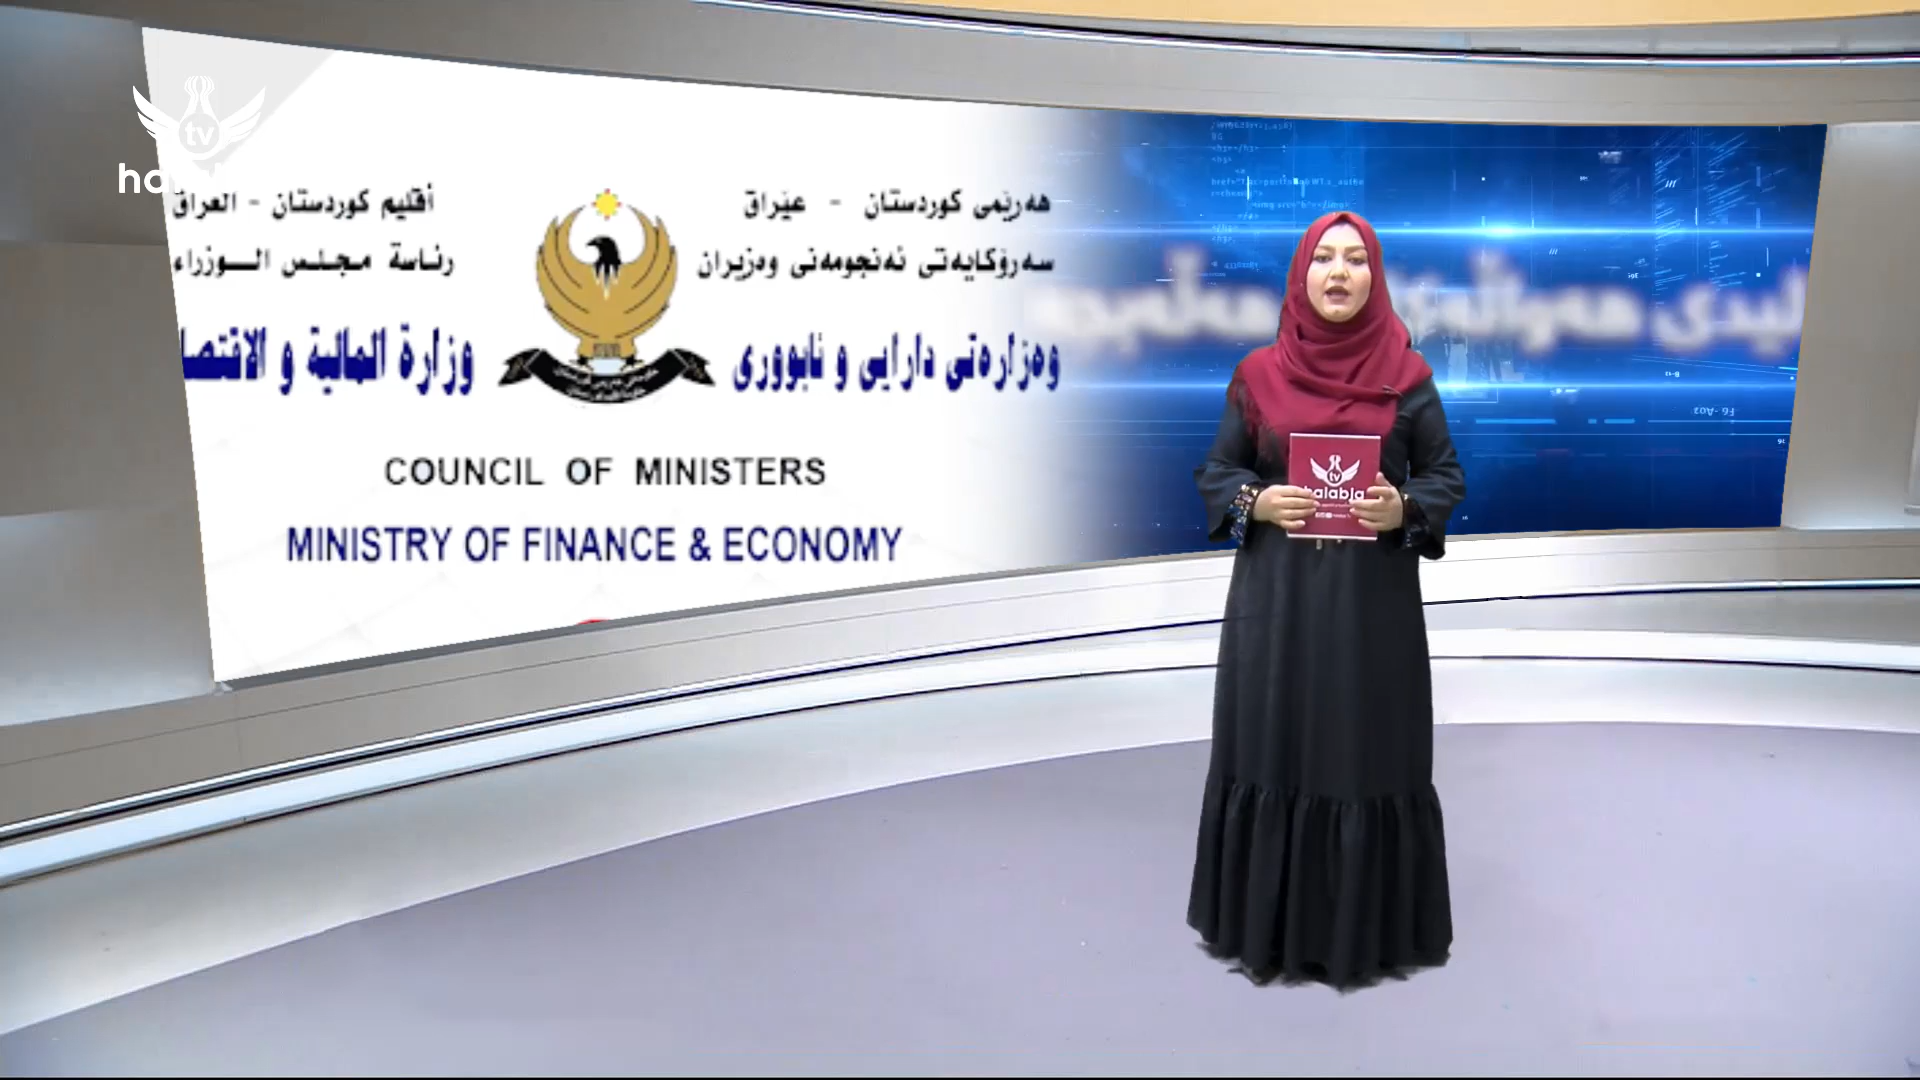 tv
هەرێمی کوردستان - عێراق
سەرۆکایەتی ئەنجومەنی وەزیران
وەزارەتی دارایی و ئابووری
أقليم كوردستان - العراق
رئاسة مجلس الوزراء
وزارة المالية و الاقتصا
COUNCIL OF MINISTERS
MINISTRY OF FINANCE & ECONOMY
tv
halabja